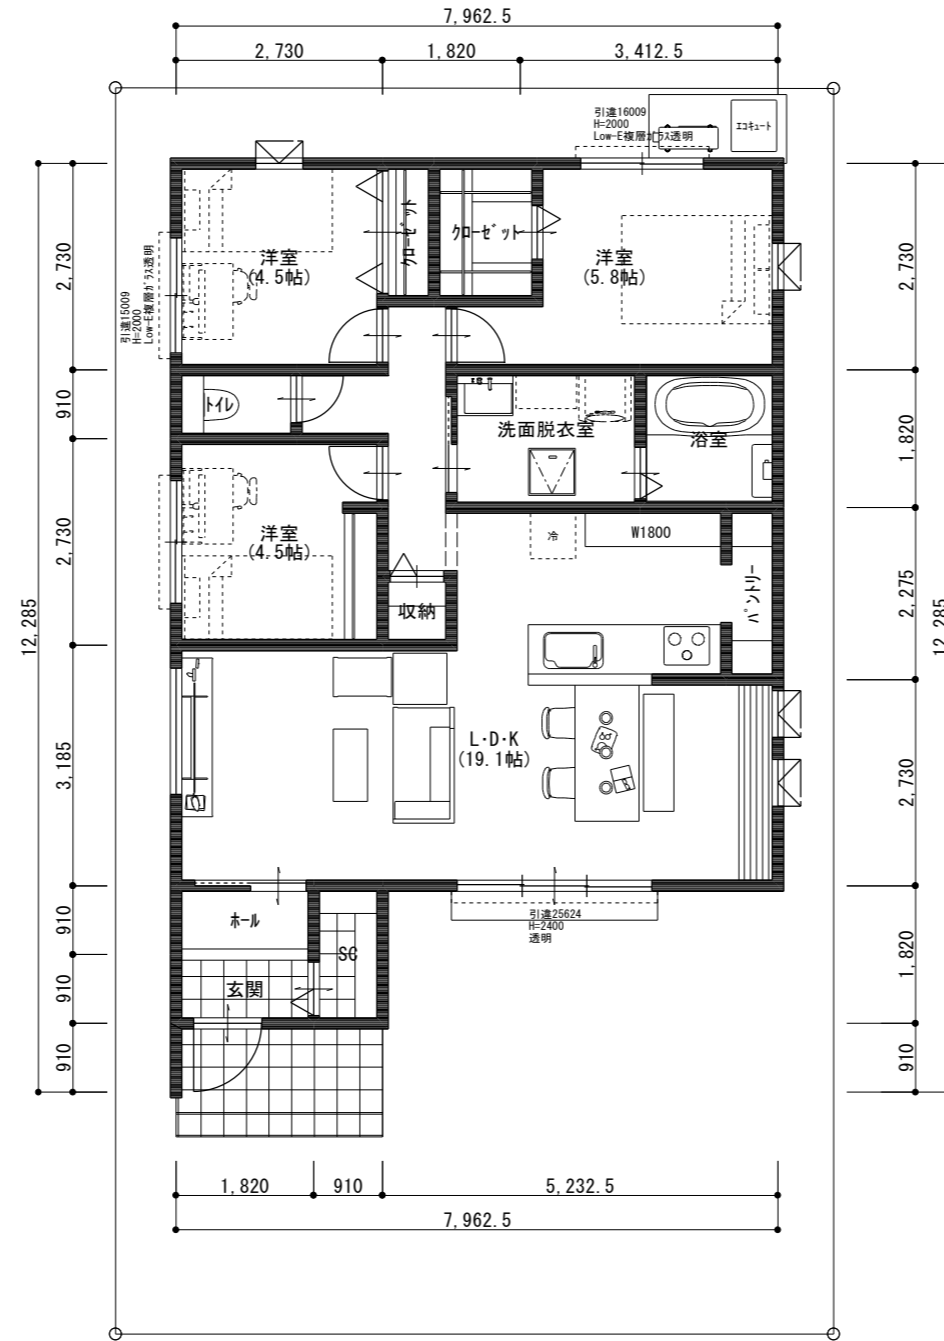 7,962.5
2,730
1,820
3,412.5
引違16009
H=2000
Low-E複層ガラス透明
エコキュート
2,730
910
2,730
3,185
910
910
910
12,285
引違15009
H=2000
Low-E複層ガラス透明
洋室
(4.5帖)
クローゼット
クローゼット
洋室
(5.8帖)
トイレ
洗面脱衣室
浴室
洋室
(4.5帖)
冷
W1800
パントリー
収納
L・D・K
(19.1帖)
ホール
SC
玄関
引違25624
H=2400
透明
2,730
1,820
2,275
2,730
1,820
910
12,285
1,820
910
5,232.5
7,962.5